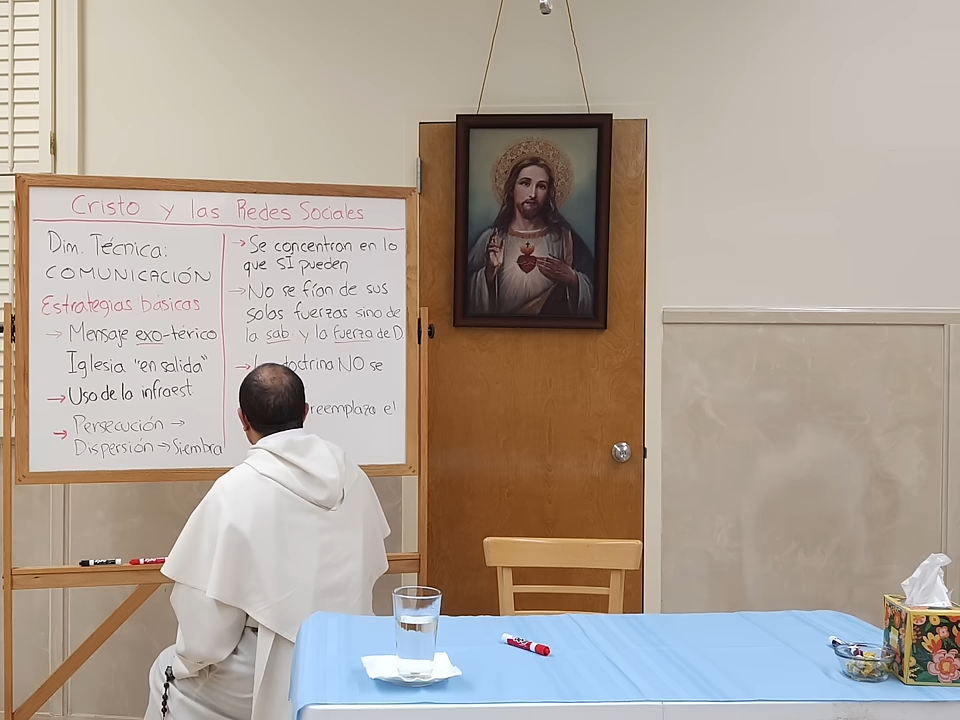 Cristo y las Redes Sociales
Dim. Técnica:
COMUNICACIÓN
Estrategias básicas
→ Mensaje exo-térico
Iglesia "en salida"
→ Uso de la infraest
→ Persecución →
Dispersión → Siembra
→ Se concentran en lo
que SÍ pueden
→ No se fían de sus
solas fuerzas sino de
la sab y la fuerza de D.
→ doctrina NO se
reemplaza el